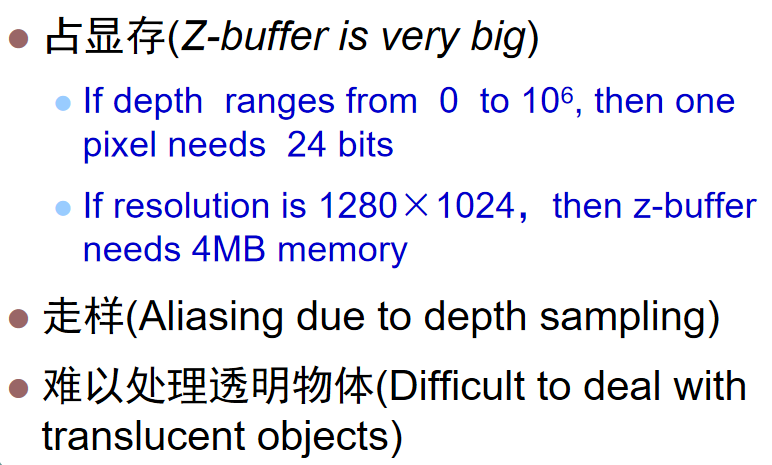 占显存(Z-buffer is very big)
If depth ranges from 0 to 10⁶, then one
pixel needs 24 bits
If resolution is 1280×1024，then z-buffer
needs 4MB memory
走样(Aliasing due to depth sampling)
难以处理透明物体(Difficult to deal with
translucent objects)